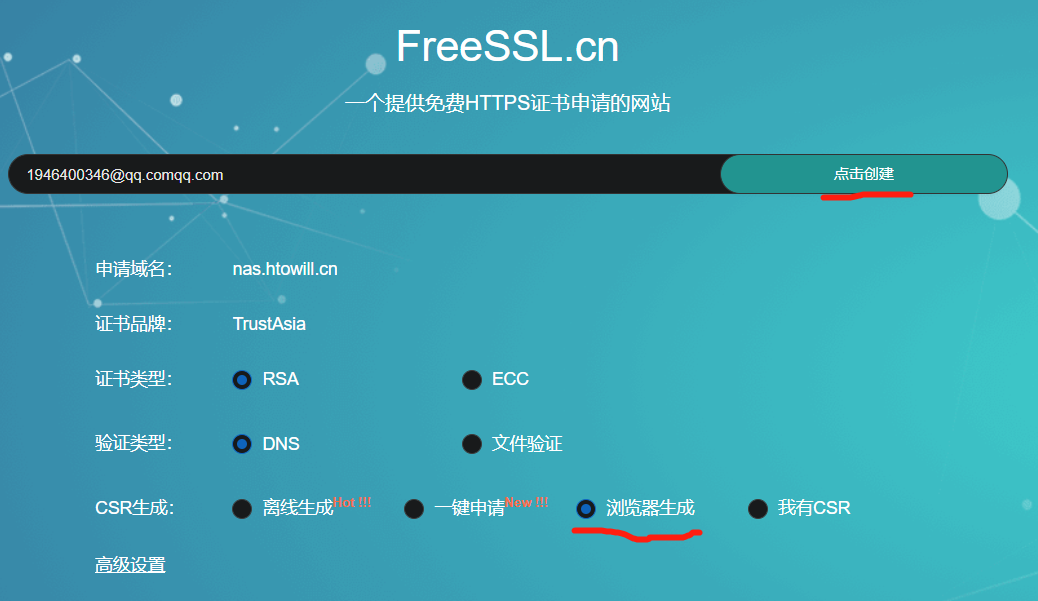 FreeSSL.cn
一个提供免费HTTPS证书申请的网站
1946400346@qq.comqq.com 点击创建
申请域名: nas.htowill.cn
证书品牌: TrustAsia
证书类型: RSA ECC
验证类型: DNS 文件验证
CSR生成: 离线生成Hot !!! 一键申请New !!! 浏览器生成 我有CSR
高级设置